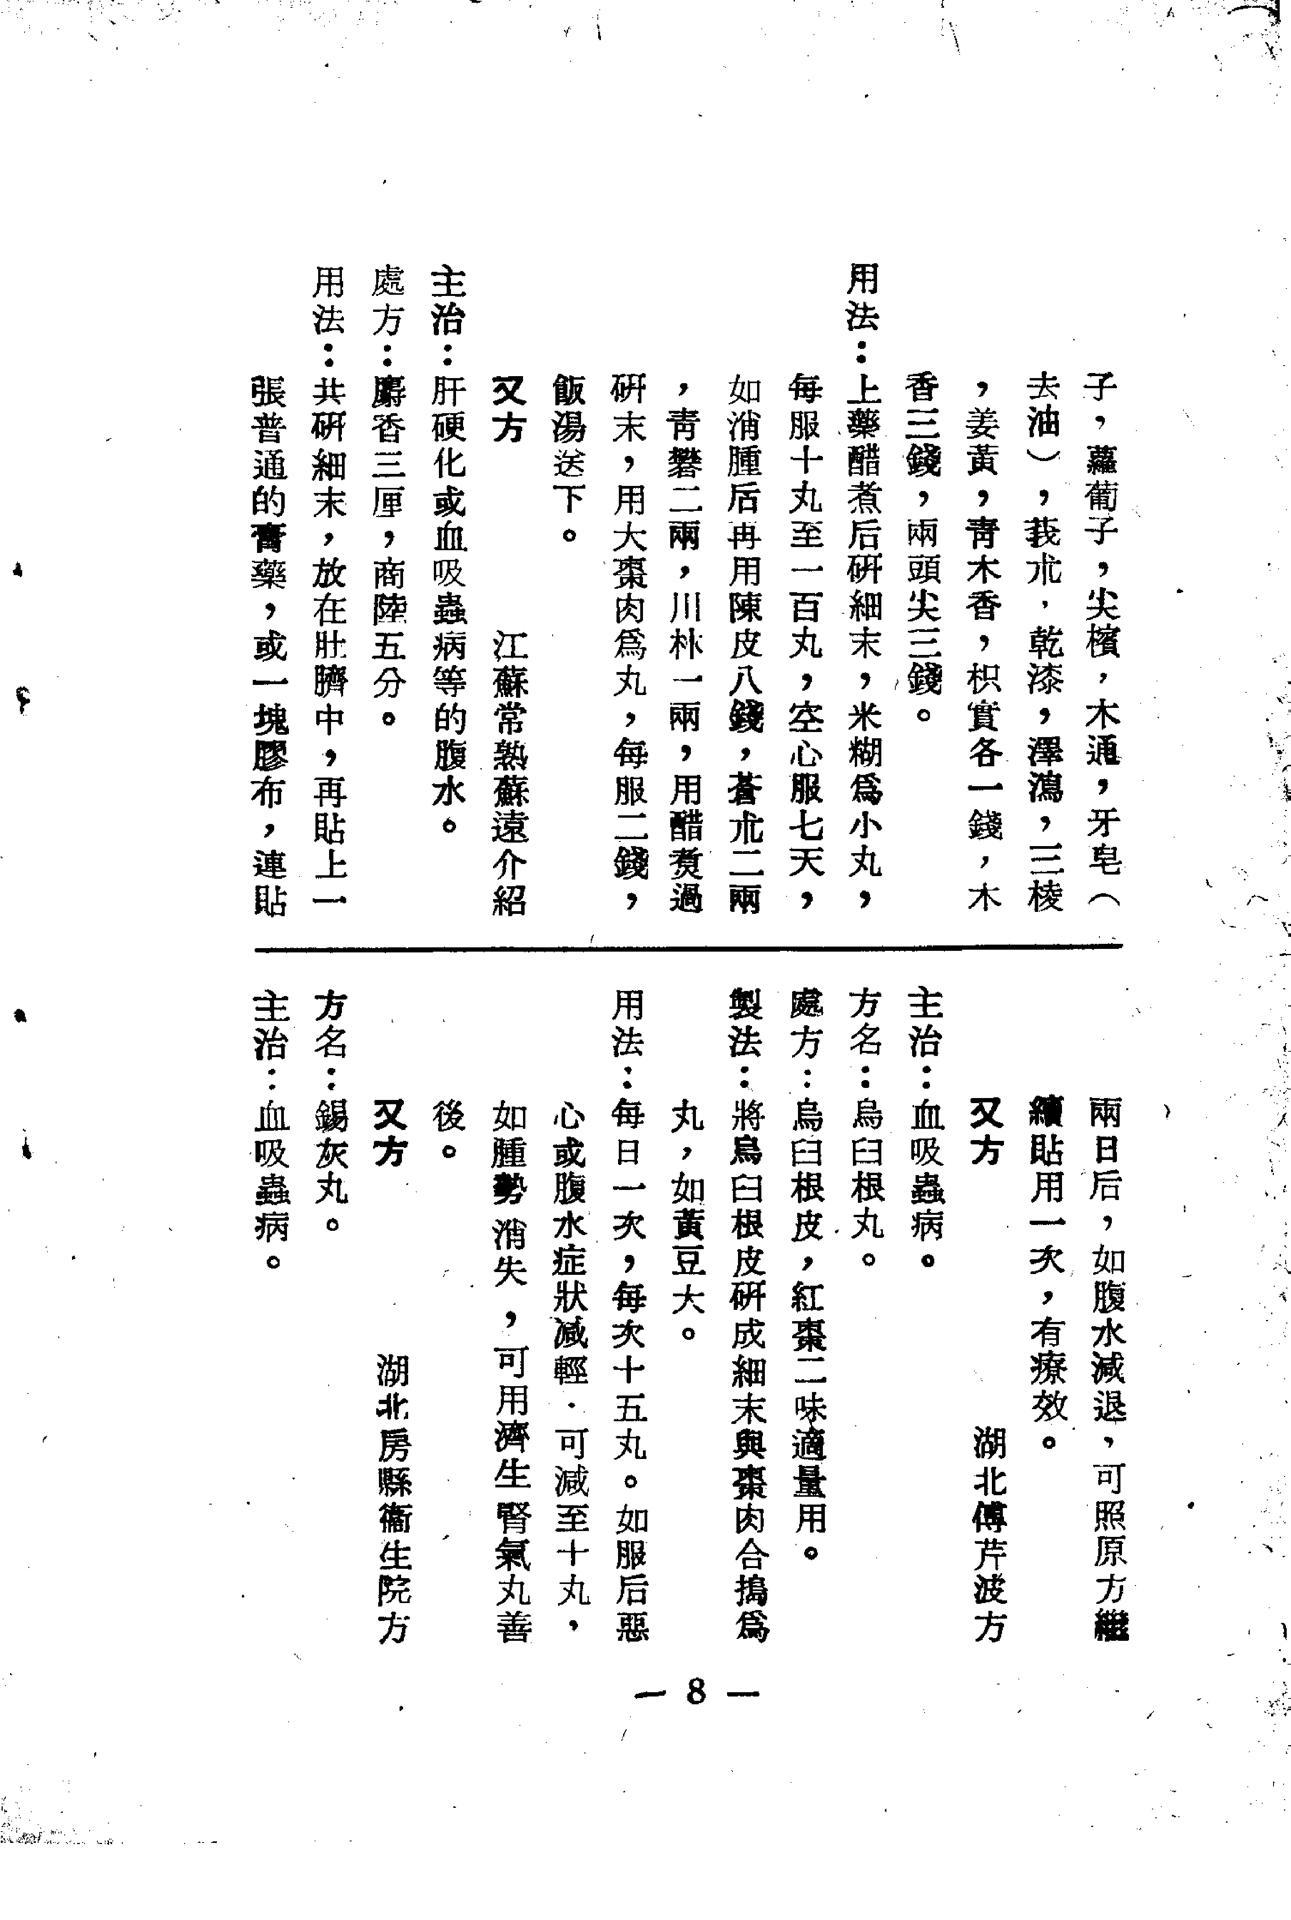 子，蘿蔔子，尖檳，木通，牙皂（
去油），莪朮，乾漆，澤瀉，三棱
，姜黃，青木香，枳實各一錢，木
香三錢，兩頭尖三錢。
用法：上藥醋煮后研細末，米糊爲小丸，
每服十丸至一百丸，空心服七天，
如消腫后再用陳皮八錢，蒼朮二兩
，青礬二兩，川朴一兩，用醋煑過
研末，用大棗肉爲丸，每服二錢，
飯湯送下。
又方　江蘇常熟蘇遠介紹
主治：肝硬化或血吸蟲病等的腹水。
處方：麝香三厘，商陸五分。
用法：共研細末，放在肚臍中，再貼上一
張普通的膏藥，或一塊膠布，連貼
兩日后，如腹水減退，可照原方繼
續貼用一次，有療效。
又方　湖北傅芹波方
主治：血吸蟲病。
方名：烏臼根丸。
處方：烏臼根皮，紅棗二味適量用。
製法：將烏臼根皮研成細末與棗肉合搗爲
丸，如黃豆大。
用法：每日一次，每次十五丸。如服后惡
心或腹水症狀減輕．可減至十丸，
如腫勢消失，可用濟生腎氣丸善
後。
又方　湖北房縣衞生院方
方名：錫灰丸。
主治：血吸蟲病。
— 8 —